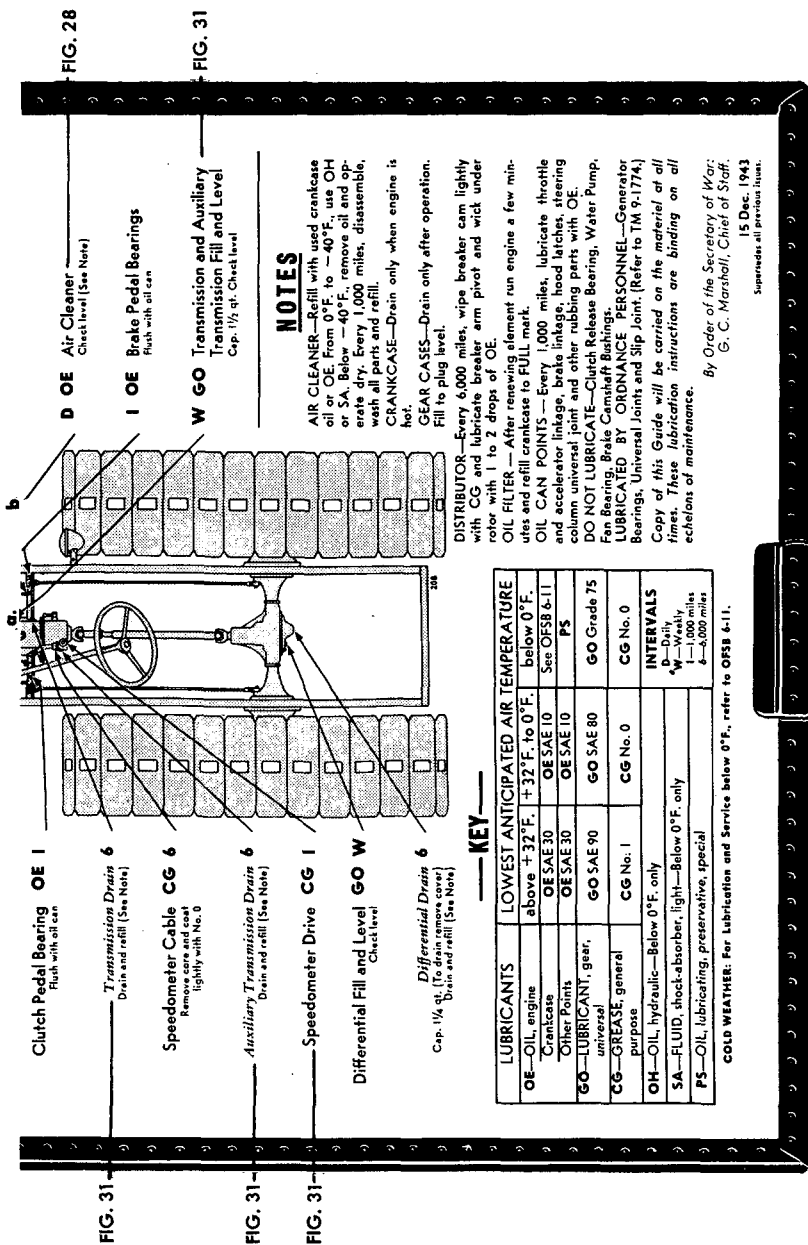 FIG. 28
FIG. 31
a.
b
D OE Air Cleaner
Check level (See Note)
I OE Brake Pedal Bearings
Flush with oil can
W GO Transmission and Auxiliary
Transmission Fill and Level
Cap. 1½ qt. Check level
Clutch Pedal Bearing OE I
Flush with oil can
FIG. 31
Transmission Drain 6
Drain and refill (See Note)
Speedometer Cable CG 6
Remove core and coat
lightly with No. 0
FIG. 31
Auxiliary Transmission Drain 6
Drain and refill (See Note)
FIG. 31
Speedometer Drive CG I
Differential Fill and Level GO W
Check level
Differential Drain 6
Cap. 1¼ qt. (To drain remove cover)
Drain and refill (See Note)
208
KEY
LUBRICANTS
LOWEST ANTICIPATED AIR TEMPERATURE
above +32°F. +32°F. to 0°F. below 0°F.
OE—OIL, engine
Crankcase OE SAE 30 OE SAE 10 See OFSB 6-11
Other Points OE SAE 30 OE SAE 10 PS
GO—LUBRICANT, gear,
universal GO SAE 90 GO SAE 80 GO Grade 75
CG—GREASE, general
purpose CG No. 1 CG No. 0 CG No. 0
OH—OIL, hydraulic—Below 0°F. only
SA—FLUID, shock-absorber, light—Below 0°F. only
PS—OIL, lubricating, preservative, special
INTERVALS
D—Daily
W—Weekly
1—1,000 miles
6—6,000 miles
COLD WEATHER: For Lubrication and Service below 0°F., refer to OFSB 6-11.
NOTES
AIR CLEANER—Refill with used crankcase
oil or OE. From 0°F. to —40°F., use OH
or SA. Below —40°F., remove oil and op-
erate dry. Every 1,000 miles, disassemble,
wash all parts and refill.
CRANKCASE—Drain only when engine is
hot.
GEAR CASES—Drain only after operation.
Fill to plug level.
DISTRIBUTOR—Every 6,000 miles, wipe breaker cam lightly
with CG and lubricate breaker arm pivot and wick under
rotor with 1 to 2 drops of OE.
OIL FILTER — After renewing element run engine a few min-
utes and refill crankcase to FULL mark.
OIL CAN POINTS — Every 1,000 miles, lubricate throttle
and accelerator linkage, brake linkage, hood latches, steering
column universal joint and other rubbing parts with OE.
DO NOT LUBRICATE—Clutch Release Bearing, Water Pump,
Fan Bearing, Brake Camshaft Bushings.
LUBRICATED BY ORDNANCE PERSONNEL—Generator
Bearings, Universal Joints and Slip Joint. (Refer to TM 9-1774.)
Copy of this Guide will be carried on the materiel at all
times. These lubrication instructions are binding on all
echelons of maintenance.
By Order of the Secretary of War:
G. C. Marshall, Chief of Staff.
15 Dec. 1943
Supersedes all previous issues.